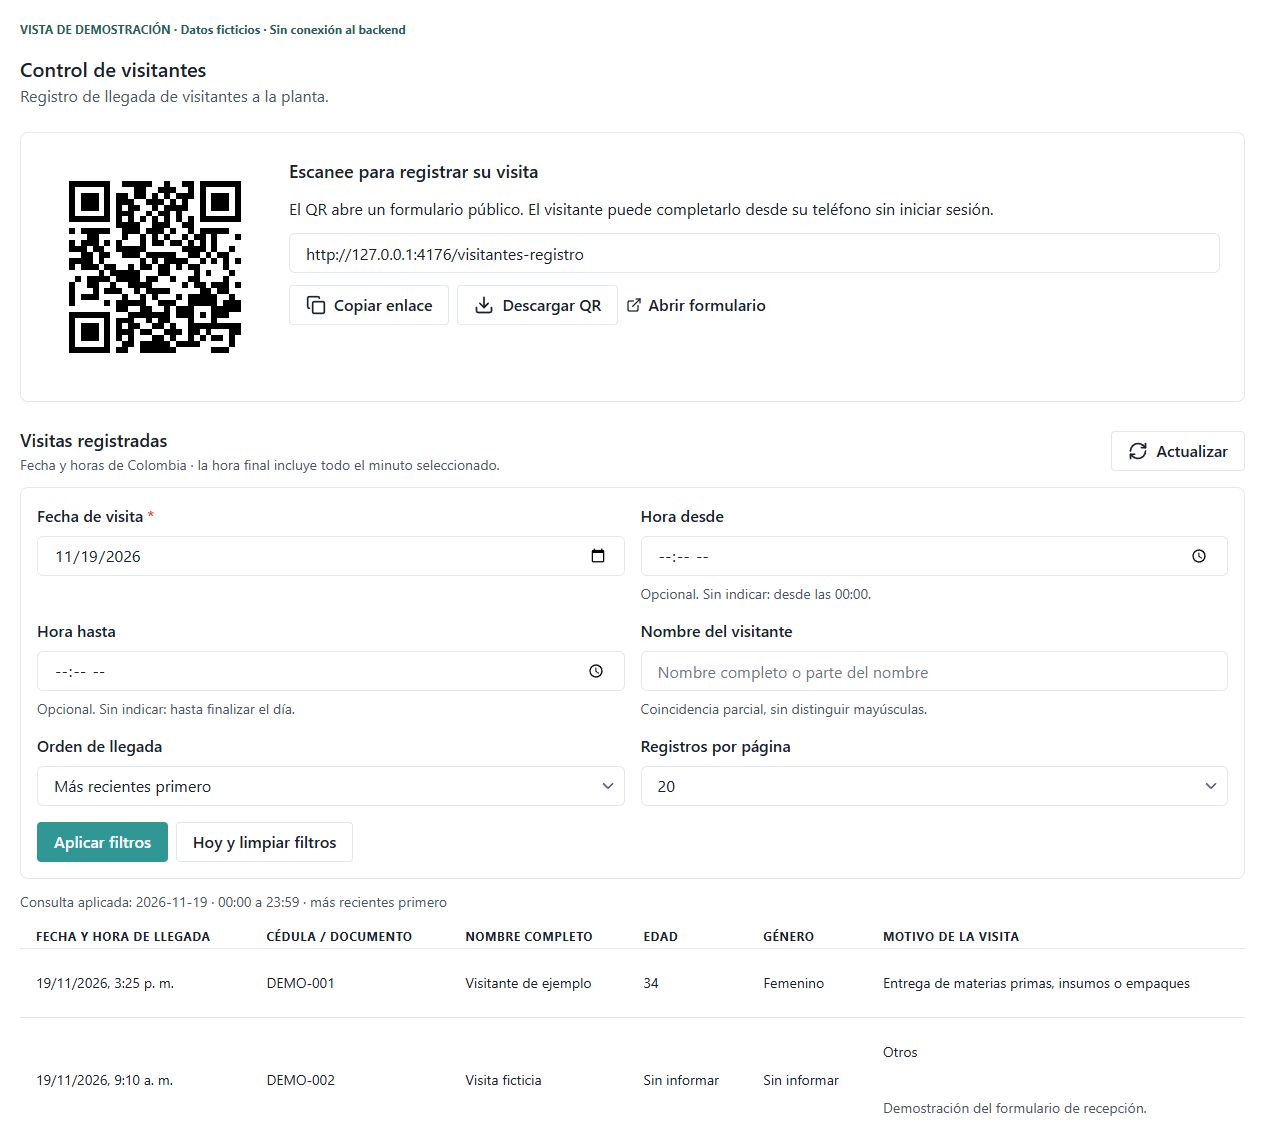 VISTA DE DEMOSTRACIÓN · Datos ficticios · Sin conexión al backend
Control de visitantes
Registro de llegada de visitantes a la planta.
Escanee para registrar su visita
El QR abre un formulario público. El visitante puede completarlo desde su teléfono sin iniciar sesión.
http://127.0.0.1:4176/visitantes-registro
Copiar enlace Descargar QR Abrir formulario
Visitas registradas
Fecha y horas de Colombia · la hora final incluye todo el minuto seleccionado.
Actualizar
Fecha de visita * Hora desde
11/19/2026 --:-- --
Opcional. Sin indicar: desde las 00:00.
Hora hasta Nombre del visitante
--:-- -- Nombre completo o parte del nombre
Opcional. Sin indicar: hasta finalizar el día. Coincidencia parcial, sin distinguir mayúsculas.
Orden de llegada Registros por página
Más recientes primero 20
Aplicar filtros Hoy y limpiar filtros
Consulta aplicada: 2026-11-19 · 00:00 a 23:59 · más recientes primero
FECHA Y HORA DE LLEGADA CÉDULA / DOCUMENTO NOMBRE COMPLETO EDAD GÉNERO MOTIVO DE LA VISITA
19/11/2026, 3:25 p. m. DEMO-001 Visitante de ejemplo 34 Femenino Entrega de materias primas, insumos o empaques
19/11/2026, 9:10 a. m. DEMO-002 Visita ficticia Sin informar Sin informar Otros
Demostración del formulario de recepción.